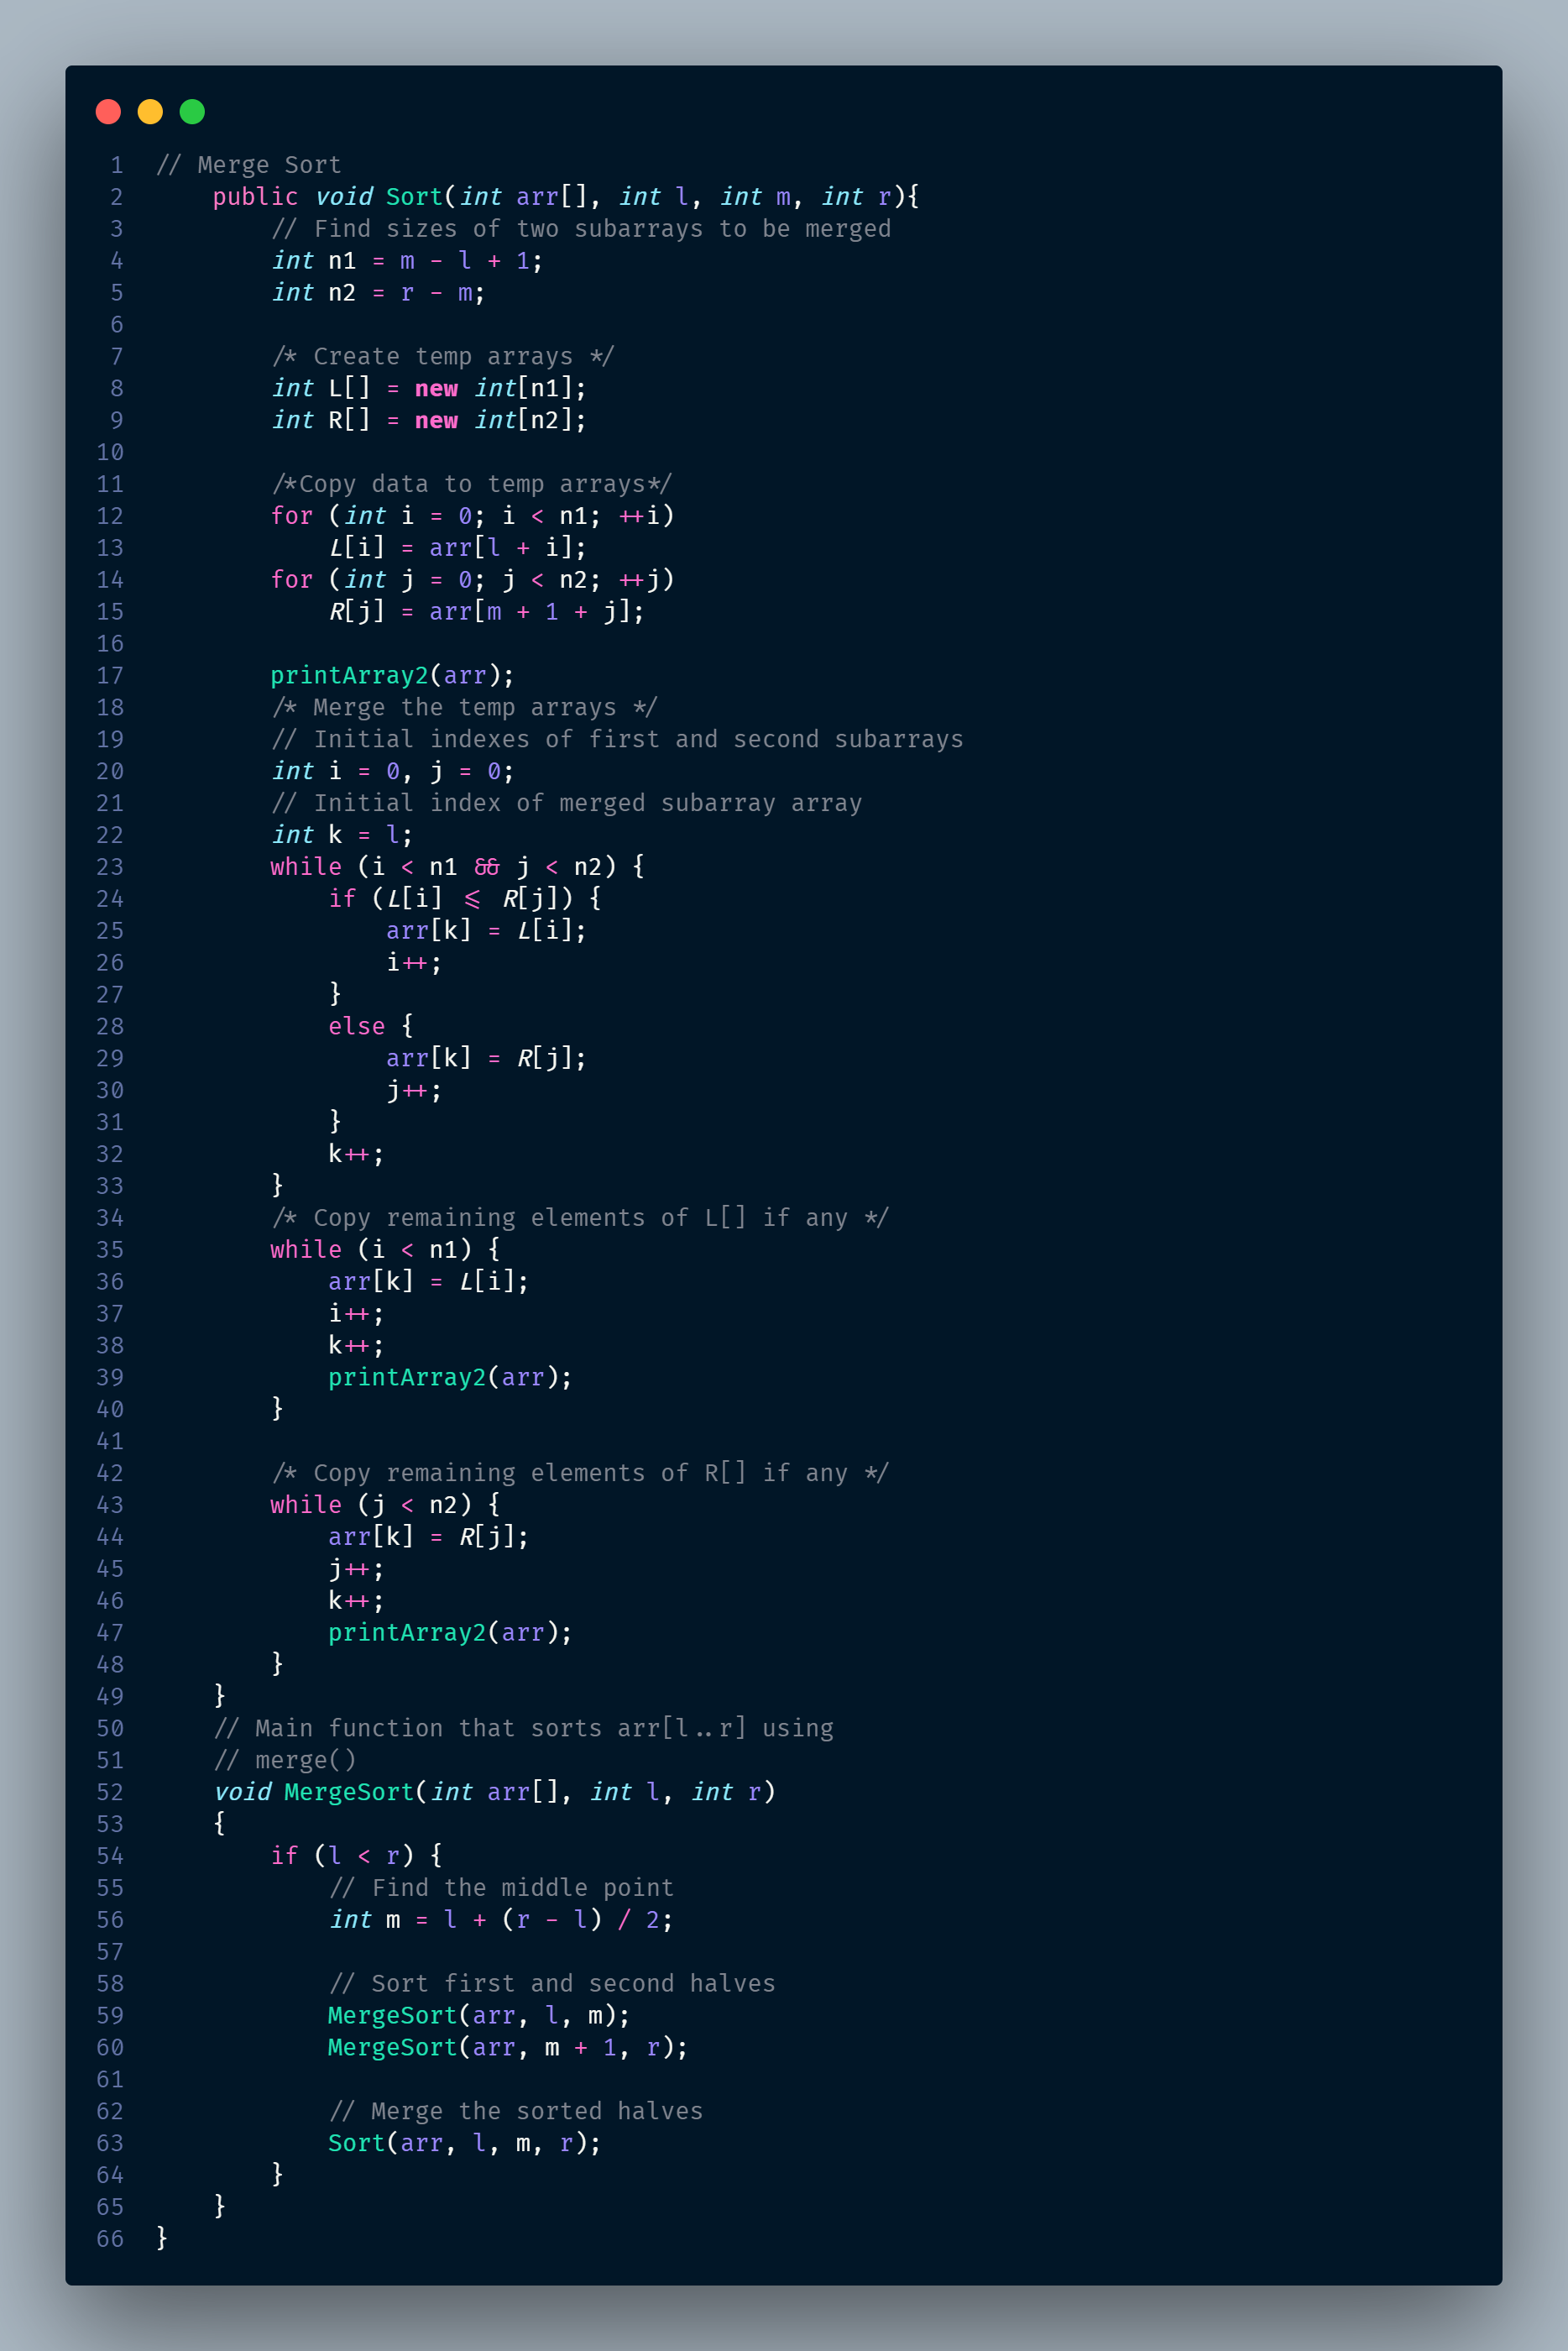 1 // Merge Sort
2     public void Sort(int arr[], int l, int m, int r){
3         // Find sizes of two subarrays to be merged
4         int n1 = m - l + 1;
5         int n2 = r - m;
6
7         /* Create temp arrays */
8         int L[] = new int[n1];
9         int R[] = new int[n2];
10
11         /*Copy data to temp arrays*/
12         for (int i = 0; i < n1; ++i)
13             L[i] = arr[l + i];
14         for (int j = 0; j < n2; ++j)
15             R[j] = arr[m + 1 + j];
16
17         printArray2(arr);
18         /* Merge the temp arrays */
19         // Initial indexes of first and second subarrays
20         int i = 0, j = 0;
21         // Initial index of merged subarray array
22         int k = l;
23         while (i < n1 && j < n2) {
24             if (L[i] <= R[j]) {
25                 arr[k] = L[i];
26                 i++;
27             }
28             else {
29                 arr[k] = R[j];
30                 j++;
31             }
32             k++;
33         }
34         /* Copy remaining elements of L[] if any */
35         while (i < n1) {
36             arr[k] = L[i];
37             i++;
38             k++;
39             printArray2(arr);
40         }
41
42         /* Copy remaining elements of R[] if any */
43         while (j < n2) {
44             arr[k] = R[j];
45             j++;
46             k++;
47             printArray2(arr);
48         }
49     }
50     // Main function that sorts arr[l..r] using
51     // merge()
52     void MergeSort(int arr[], int l, int r)
53     {
54         if (l < r) {
55             // Find the middle point
56             int m = l + (r - l) / 2;
57
58             // Sort first and second halves
59             MergeSort(arr, l, m);
60             MergeSort(arr, m + 1, r);
61
62             // Merge the sorted halves
63             Sort(arr, l, m, r);
64         }
65     }
66 }